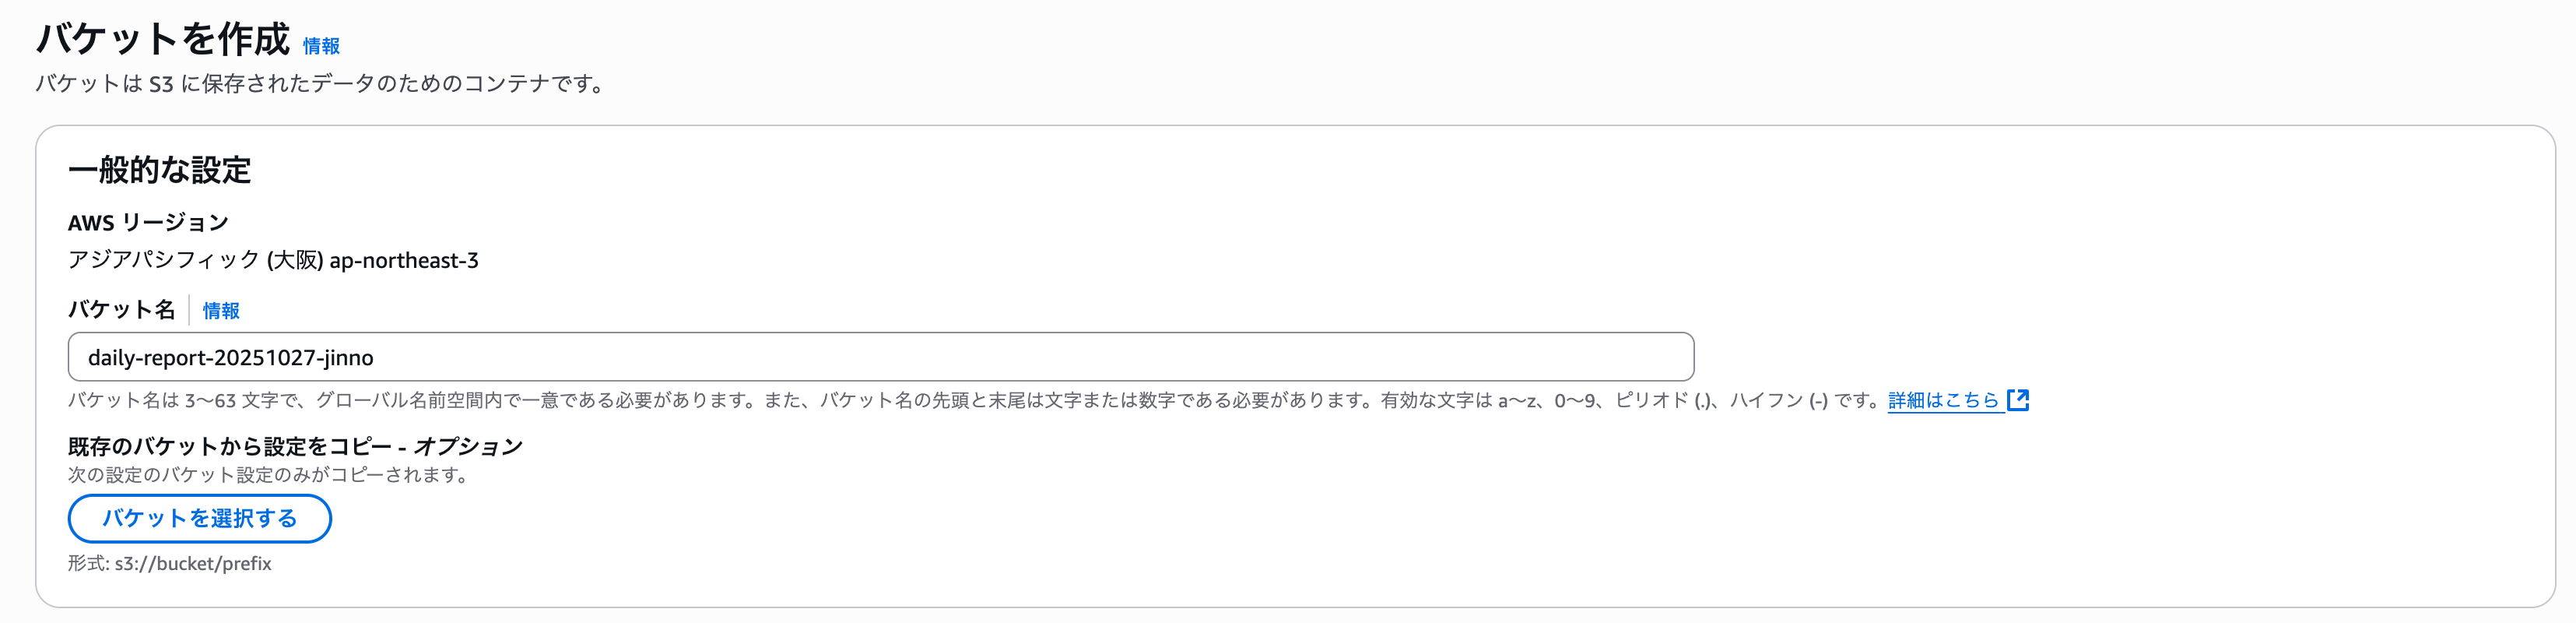 バケットを作成 情報
バケットは S3 に保存されたデータのためのコンテナです。
一般的な設定
AWS リージョン
アジアパシフィック (大阪) ap-northeast-3
バケット名 情報
daily-report-20251027-jinno
バケット名は 3～63 文字で、グローバル名前空間内で一意である必要があります。また、バケット名の先頭と末尾は文字または数字である必要があります。有効な文字は a～z、0～9、ピリオド (.)、ハイフン (-) です。詳細はこちら
既存のバケットから設定をコピー - オプション
次の設定のバケット設定のみがコピーされます。
バケットを選択する
形式: s3://bucket/prefix